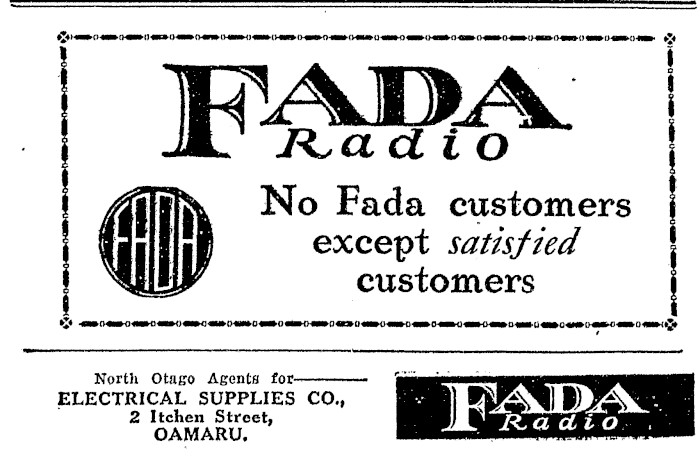 FADA
Radio
FADA
No Fada customers
except satisfied
customers
North Otago Agents for
ELECTRICAL SUPPLIES CO.,
2 Itchen Street,
OAMARU.
FADA
Radio